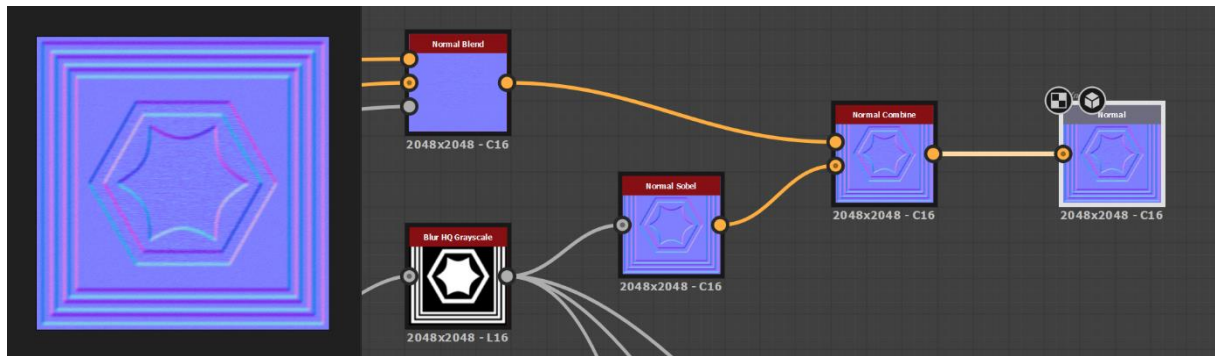 Normal Blend
2048x2048 - C16
Blur HQ Grayscale
2048x2048 - L16
Normal Sobel
2048x2048 - C16
Normal Combine
2048x2048 - C16
Normal
2048x2048 - C16